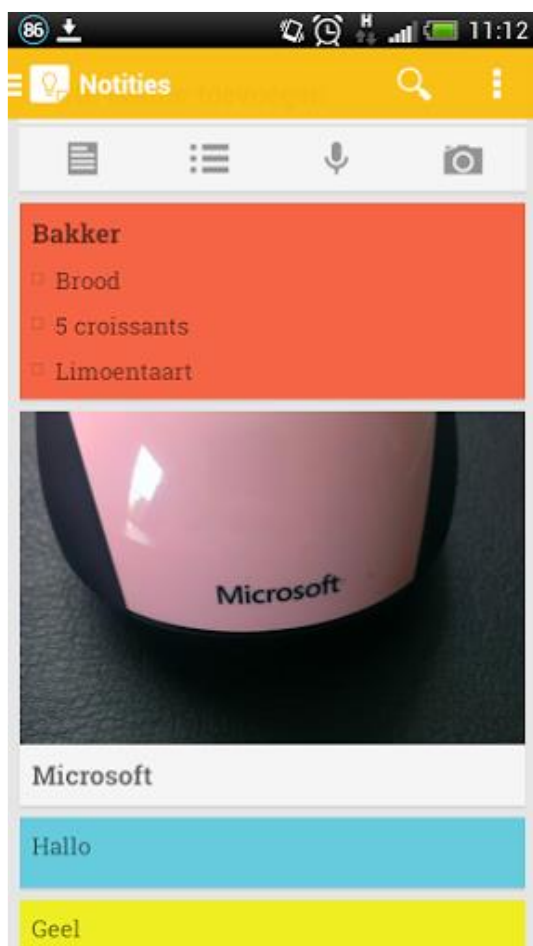 86
H
11:12
Notities
Bakker
Brood
5 croissants
Limoentaart
Microsoft
Microsoft
Hallo
Geel